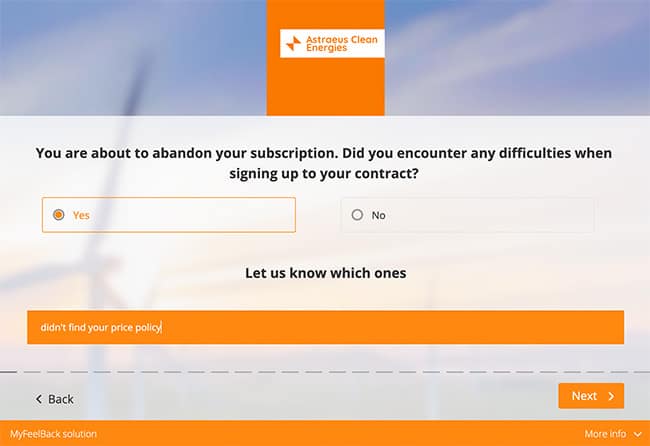 Astraeus Clean
Energies
You are about to abandon your subscription. Did you encounter any difficulties when
signing up to your contract?
Yes
No
Let us know which ones
didn't find your price policy
Back
Next
MyFeelBack solution
More info